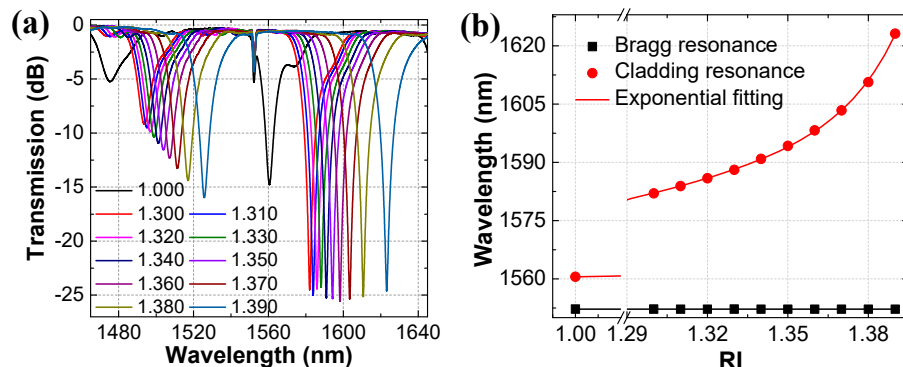 (a)
Transmission (dB)
0
-5
-10
-15
-20
-25
1.000
1.300 1.310
1.320 1.330
1.340 1.350
1.360 1.370
1.380 1.390
1480 1520 1560 1600 1640
Wavelength (nm)
(b)
Wavelength (nm)
1620
1605
1590
1575
1560
Bragg resonance
Cladding resonance
Exponential fitting
1.00 1.29 1.32 1.35 1.38
RI